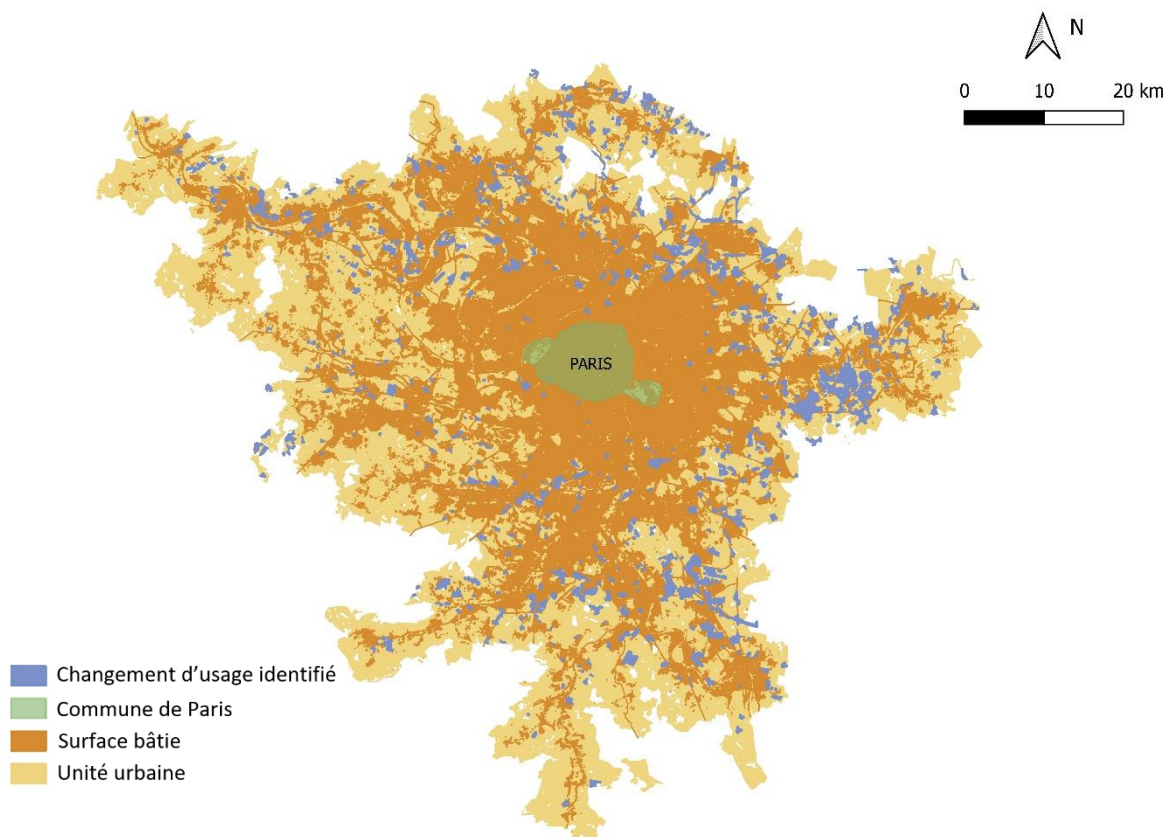 N
0 10 20 km
PARIS
Changement d’usage identifié
Commune de Paris
Surface bâtie
Unité urbaine